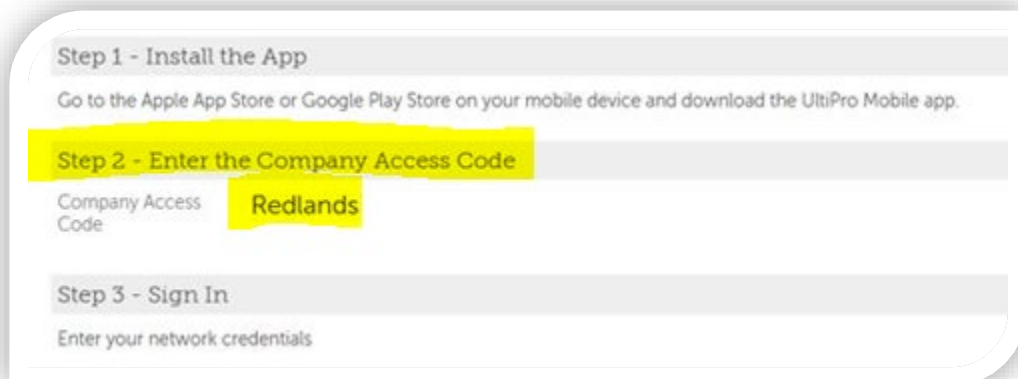 Step 1 - Install the App
Go to the Apple App Store or Google Play Store on your mobile device and download the UltiPro Mobile app.
Step 2 - Enter the Company Access Code
Company Access Redlands
Code
Step 3 - Sign In
Enter your network credentials